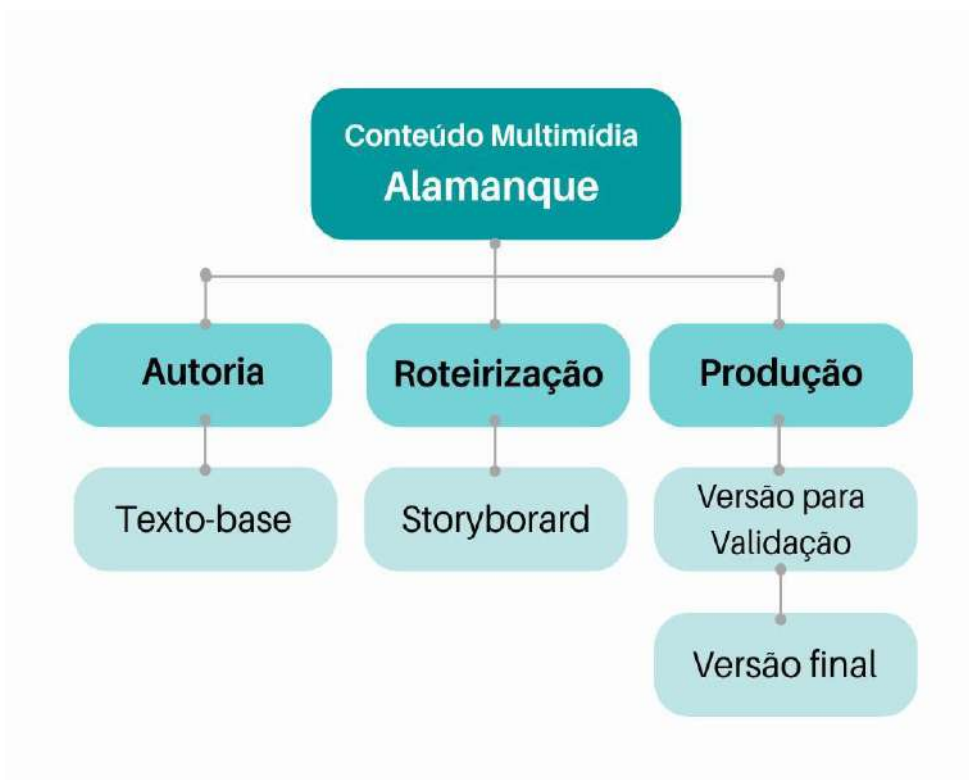 Conteúdo Multimídia
Alamanque
Autoria
Roteirização
Produção
Texto-base
Storyborard
Versão para
Validação
Versão final